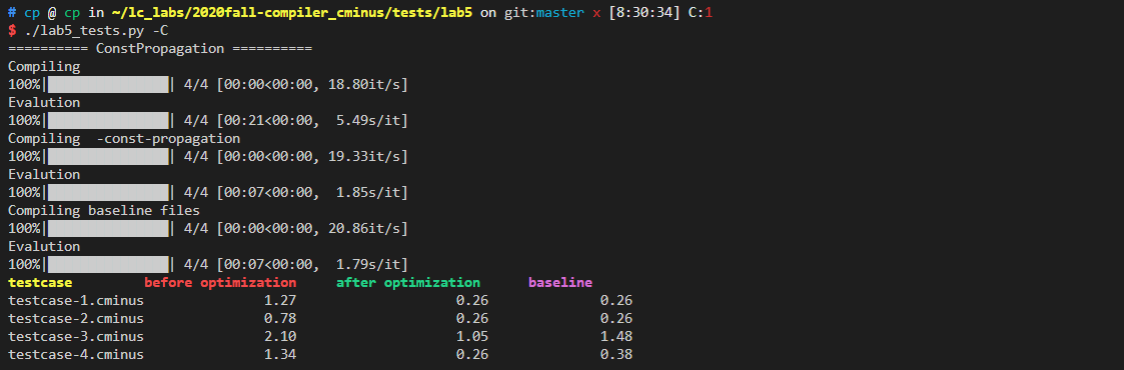 # cp @ cp in ~/lc_labs/2020fall-compiler_cminus/tests/lab5 on git:master x [8:30:34] C:1
$ ./lab5_tests.py -C
========== ConstPropagation ==========
Compiling
100%|███████████████| 4/4 [00:00<00:00, 18.80it/s]
Evalution
100%|███████████████| 4/4 [00:21<00:00,  5.49s/it]
Compiling  -const-propagation
100%|███████████████| 4/4 [00:00<00:00, 19.33it/s]
Evalution
100%|███████████████| 4/4 [00:07<00:00,  1.85s/it]
Compiling baseline files
100%|███████████████| 4/4 [00:00<00:00, 20.86it/s]
Evalution
100%|███████████████| 4/4 [00:07<00:00,  1.79s/it]
testcase         before optimization     after optimization      baseline
testcase-1.cminus               1.27                    0.26              0.26
testcase-2.cminus               0.78                    0.26              0.26
testcase-3.cminus               2.10                    1.05              1.48
testcase-4.cminus               1.34                    0.26              0.38